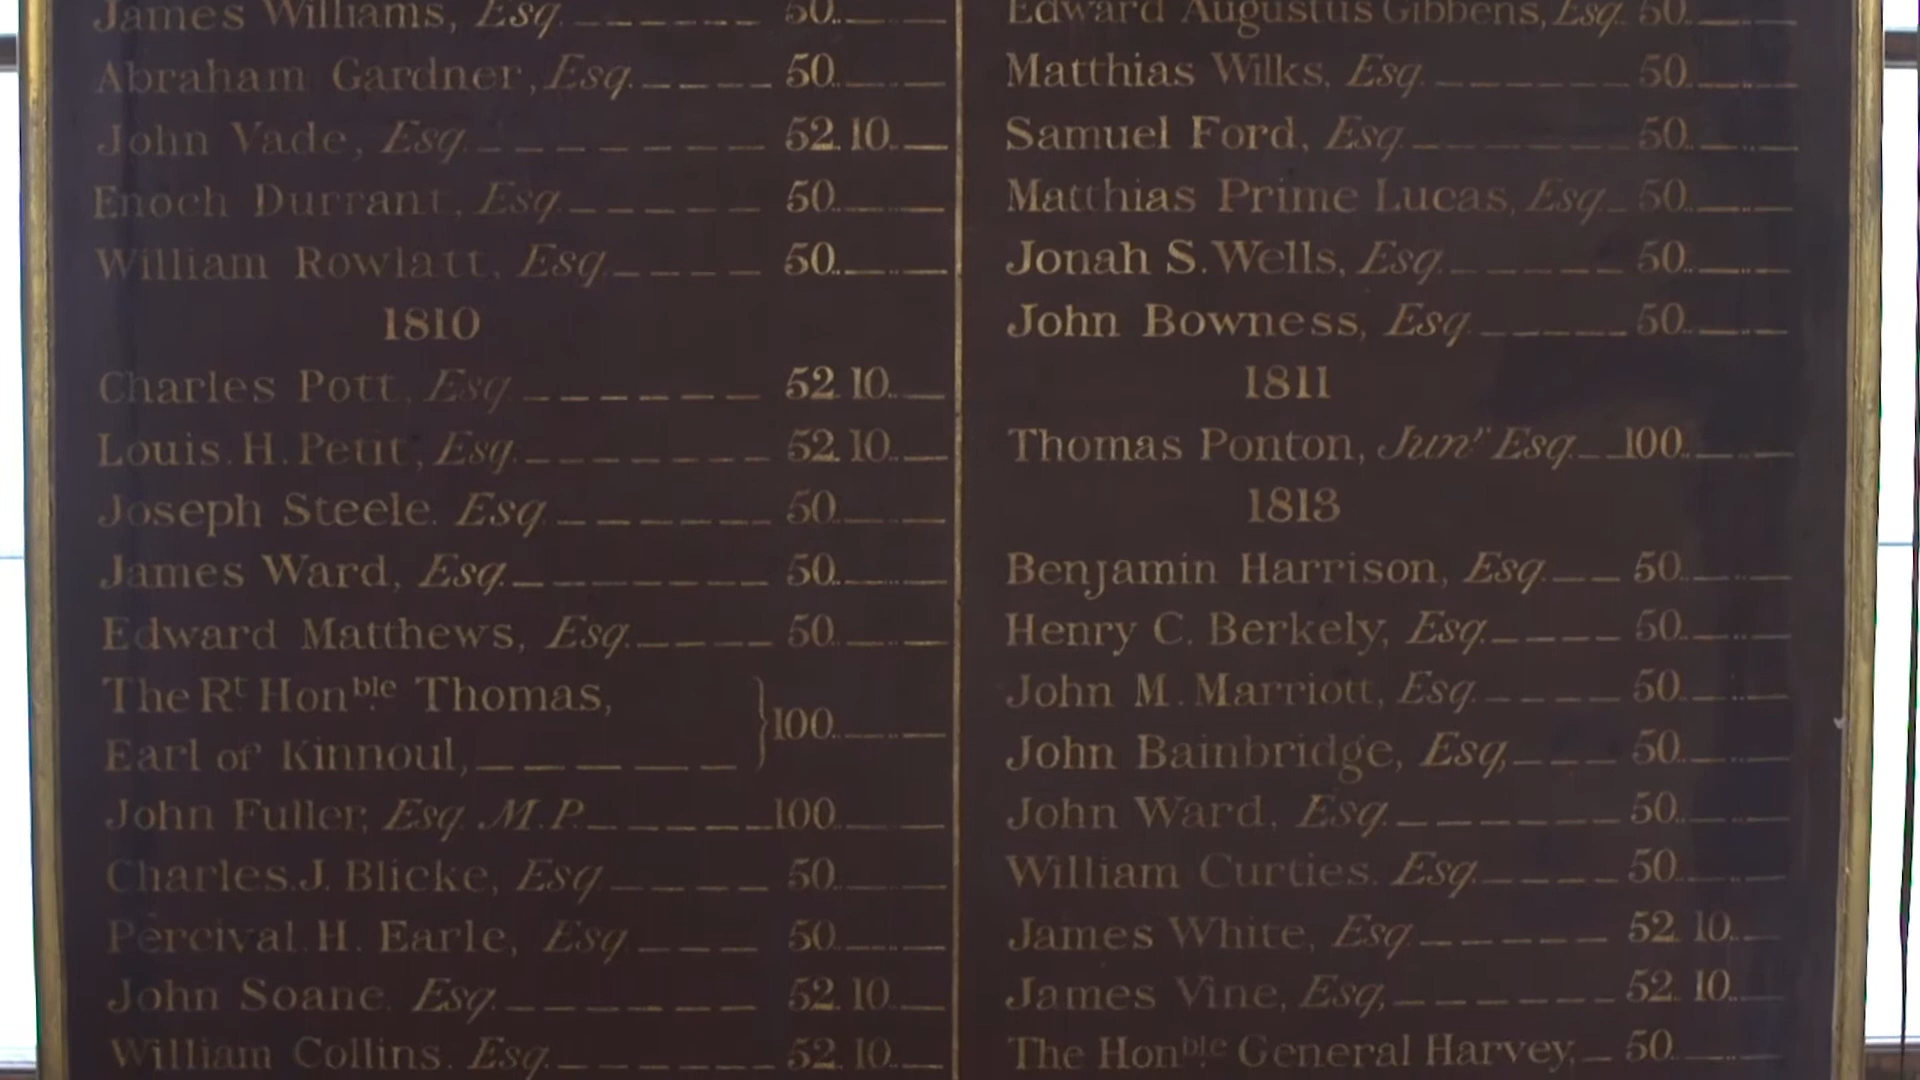 James Williams, Esq. 50.
Abraham Gardner, Esq. 50.
John Vade, Esq. 52.10.
Enoch Durrant, Esq. 50.
William Rowlatt, Esq. 50.
1810
Charles Pott, Esq. 52.10.
Louis. H. Petit, Esq. 52.10.
Joseph Steele. Esq. 50.
James Ward, Esq. 50.
Edward Matthews, Esq. 50.
The Rt Honble Thomas,
Earl of Kinnoul, 100.
John Fuller, Esq. M.P. 100.
Charles. J. Blicke, Esq. 50.
Percival. H. Earle, Esq. 50.
John Soane. Esq. 52.10.
William Collins. Esq. 52.10.
Edward Augustus Gibbens, Esq. 50.
Matthias Wilks, Esq. 50.
Samuel Ford, Esq. 50.
Matthias Prime Lucas, Esq. 50.
Jonah S. Wells, Esq. 50.
John Bowness, Esq. 50.
1811
Thomas Ponton, Junr Esq. 100.
1813
Benjamin Harrison, Esq. 50.
Henry C. Berkely, Esq. 50.
John M. Marriott, Esq. 50.
John Bainbridge, Esq, 50.
John Ward, Esq. 50.
William Curties. Esq. 50.
James White, Esq. 52.10.
James Vine, Esq, 52.10.
The Honble General Harvey, 50.